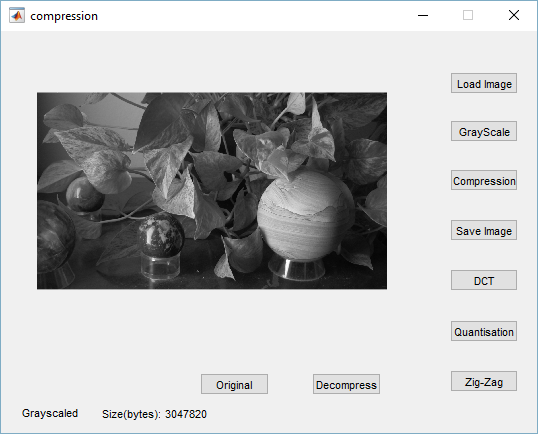 compression
Load Image
GrayScale
Compression
Save Image
DCT
Quantisation
Zig-Zag
Original
Decompress
Grayscaled
Size(bytes): 3047820